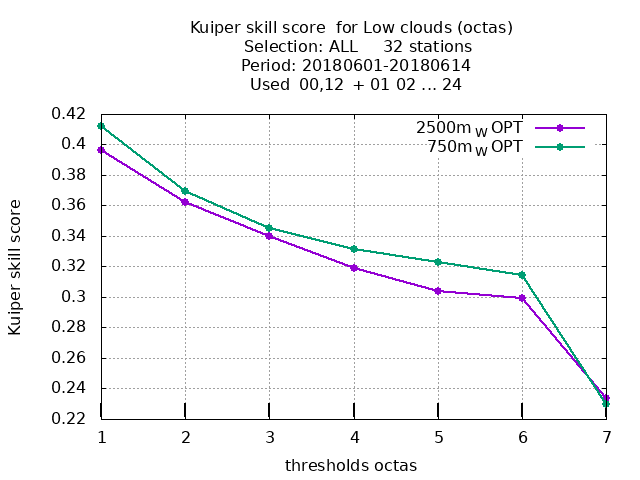 Kuiper skill score  for Low clouds (octas)
Selection: ALL     32 stations
Period: 20180601-20180614
Used  00,12  + 01 02 ... 24
2500m W OPT
750m W OPT
Kuiper skill score
0.42
0.4
0.38
0.36
0.34
0.32
0.3
0.28
0.26
0.24
0.22
1 2 3 4 5 6 7
thresholds octas